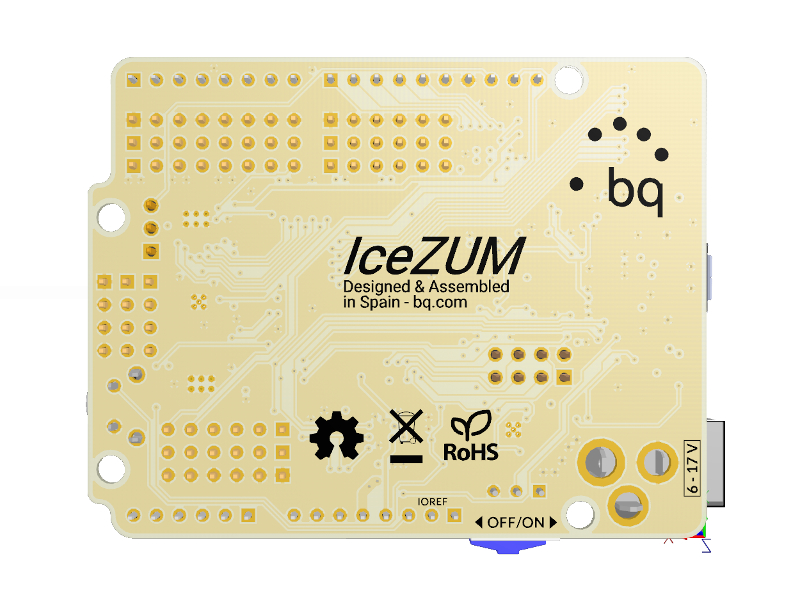 bq
IceZUM
Designed & Assembled
in Spain - bq.com
RoHS
6 - 17 V
IOREF
OFF/ON
X
Z